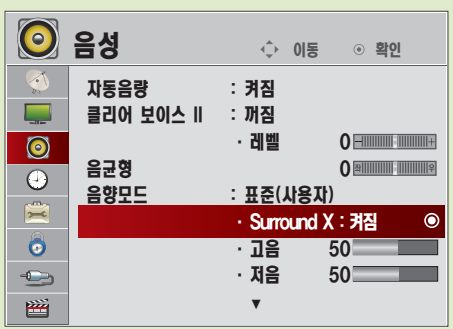 음성 이동 확인
자동음량 : 켜짐
클리어 보이스 II : 꺼짐
· 레벨 0 - +
음균형 0 좌 우
음향모드 : 표준(사용자)
· Surround X : 켜짐
· 고음 50
· 저음 50